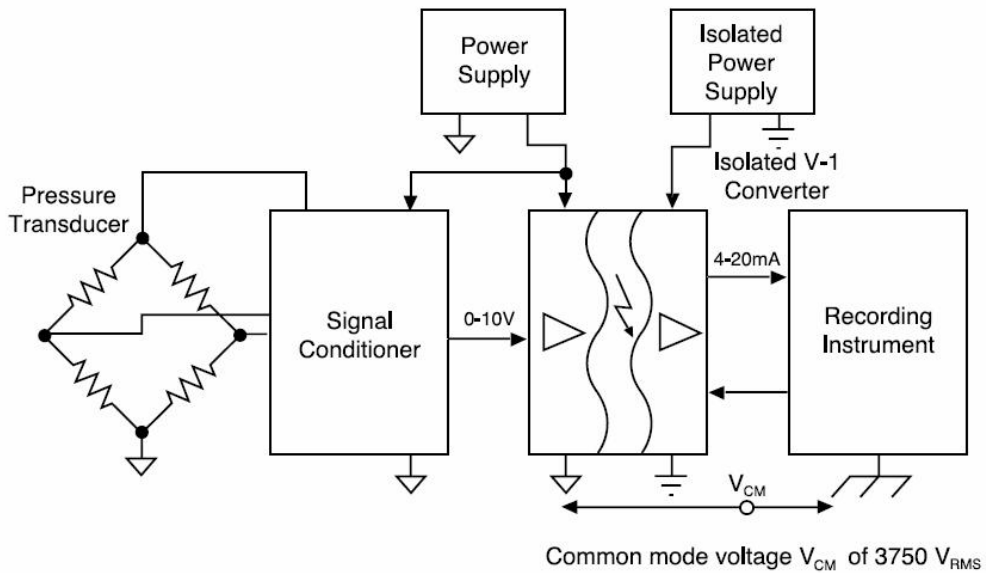 Power
Supply
Isolated
Power
Supply
Isolated V-1
Converter
Pressure
Transducer
4-20mA
Signal
Conditioner
0-10V
Recording
Instrument
VCM
Common mode voltage VCM of 3750 VRMS